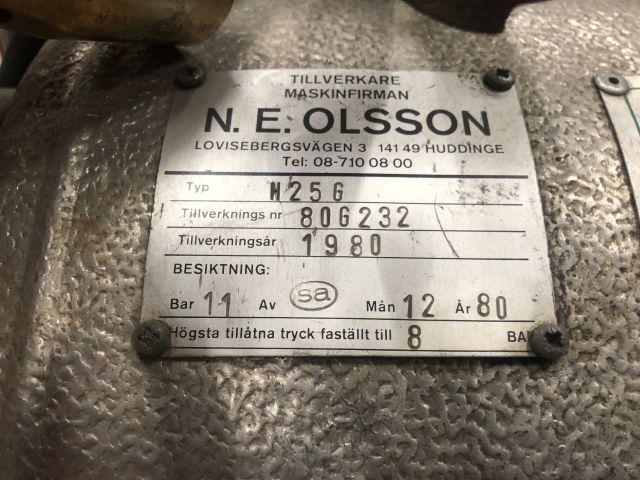 TILLVERKARE
MASKINFIRMAN
N. E. OLSSON
LOVISEBERGSVÄGEN 3 141 49 HUDDINGE
Tel: 08-710 08 00
Typ M256
Tillverknings nr 806232
Tillverkningsår 1980
BESIKTNING:
Bar 11 Av sa Mån 12 År 80
Högsta tillåtna tryck faställt till 8 BA